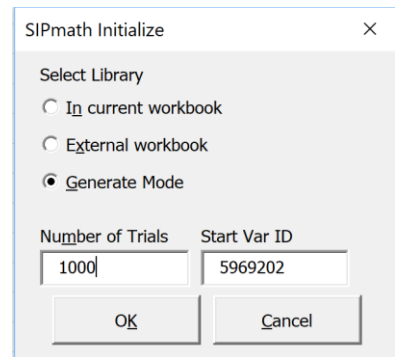 SIPmath Initialize
Select Library
In current workbook
External workbook
Generate Mode
Number of Trials Start Var ID
1000 5969202
OK Cancel